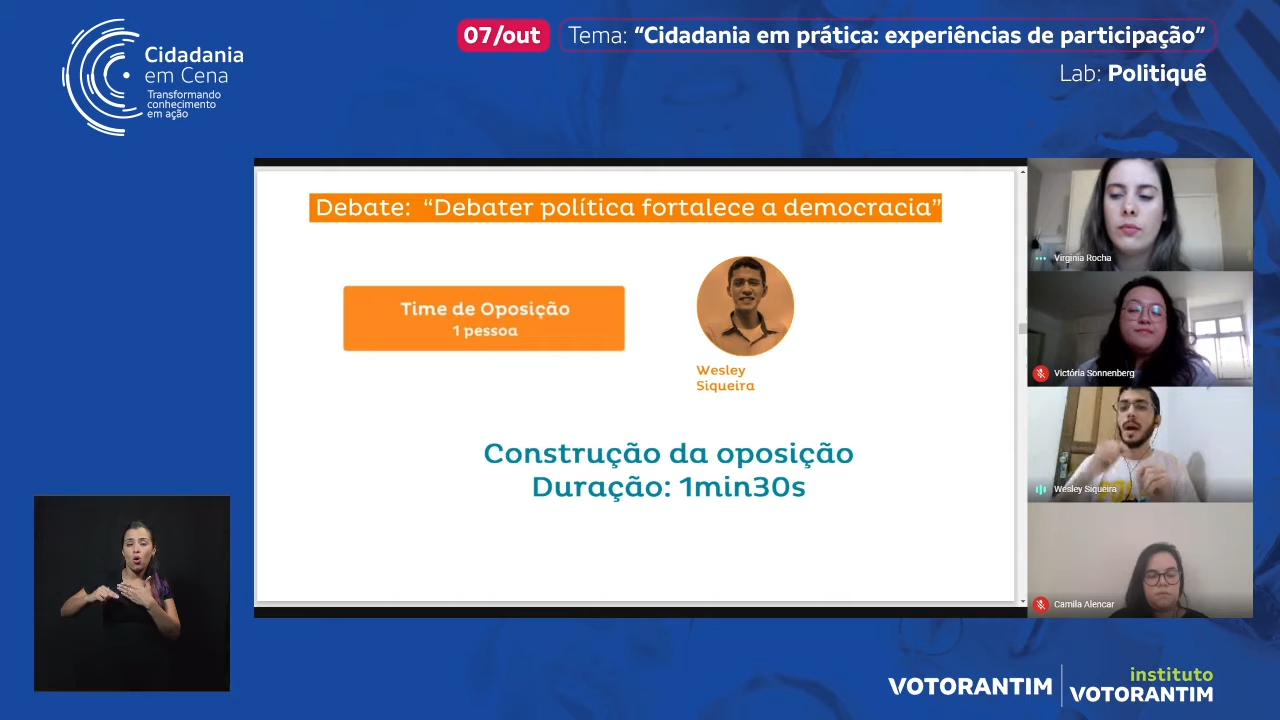 Cidadania
em Cena
Transformando
conhecimento
em ação
07/out
Tema: “Cidadania em prática: experiências de participação”
Lab: Politiquê
Debate: “Debater política fortalece a democracia”
Time de Oposição
1 pessoa
Wesley
Siqueira
Construção da oposição
Duração: 1min30s
Virginia Rocha
Victória Sonnenberg
Wesley Siqueira
Camila Alencar
VOTORANTIM
instituto
VOTORANTIM